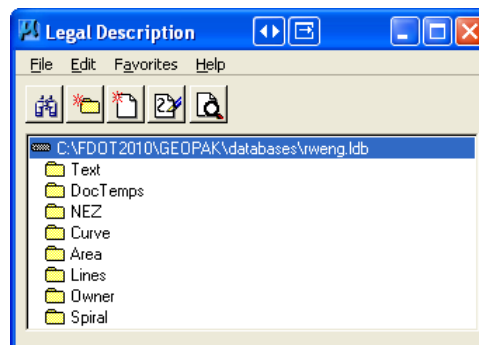 Legal Description
File Edit Favorites Help
C:\FDOT2010\GEOPAK\databases\rweng.ldb
Text
DocTemps
NEZ
Curve
Area
Lines
Owner
Spiral